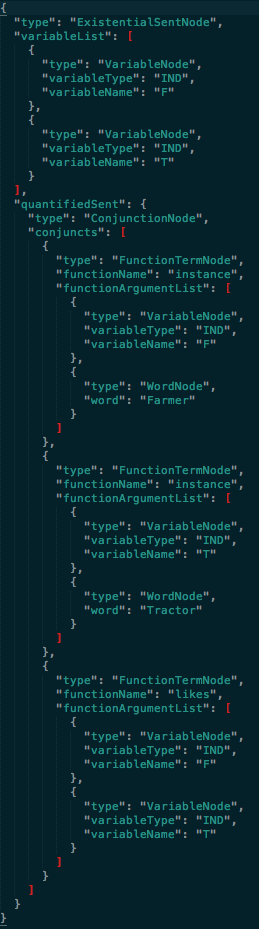 {
  "type": "ExistentialSentNode",
  "variableList": [
    {
      "type": "VariableNode",
      "variableType": "IND",
      "variableName": "F"
    },
    {
      "type": "VariableNode",
      "variableType": "IND",
      "variableName": "T"
    }
  ],
  "quantifiedSent": {
    "type": "ConjunctionNode",
    "conjuncts": [
      {
        "type": "FunctionTermNode",
        "functionName": "instance",
        "functionArgumentList": [
          {
            "type": "VariableNode",
            "variableType": "IND",
            "variableName": "F"
          },
          {
            "type": "WordNode",
            "word": "Farmer"
          }
        ]
      },
      {
        "type": "FunctionTermNode",
        "functionName": "instance",
        "functionArgumentList": [
          {
            "type": "VariableNode",
            "variableType": "IND",
            "variableName": "T"
          },
          {
            "type": "WordNode",
            "word": "Tractor"
          }
        ]
      },
      {
        "type": "FunctionTermNode",
        "functionName": "likes",
        "functionArgumentList": [
          {
            "type": "VariableNode",
            "variableType": "IND",
            "variableName": "F"
          },
          {
            "type": "VariableNode",
            "variableType": "IND",
            "variableName": "T"
          }
        ]
      }
    ]
  }
}